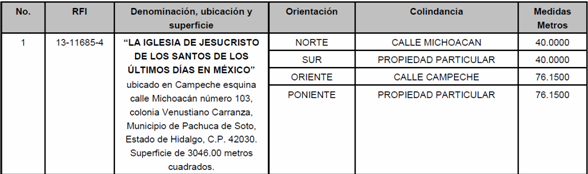 No. RFI Denominación, ubicación y superficie Orientación Colindancia Medidas Metros
1 13-11685-4
“LA IGLESIA DE JESUCRISTO
DE LOS SANTOS DE LOS
ÚLTIMOS DÍAS EN MÉXICO”
ubicado en Campeche esquina
calle Michoacán número 103,
colonia Venustiano Carranza,
Municipio de Pachuca de Soto,
Estado de Hidalgo, C.P. 42030.
Superficie de 3046.00 metros
cuadrados.
NORTE CALLE MICHOACAN 40.0000
SUR PROPIEDAD PARTICULAR 40.0000
ORIENTE CALLE CAMPECHE 76.1500
PONIENTE PROPIEDAD PARTICULAR 76.1500